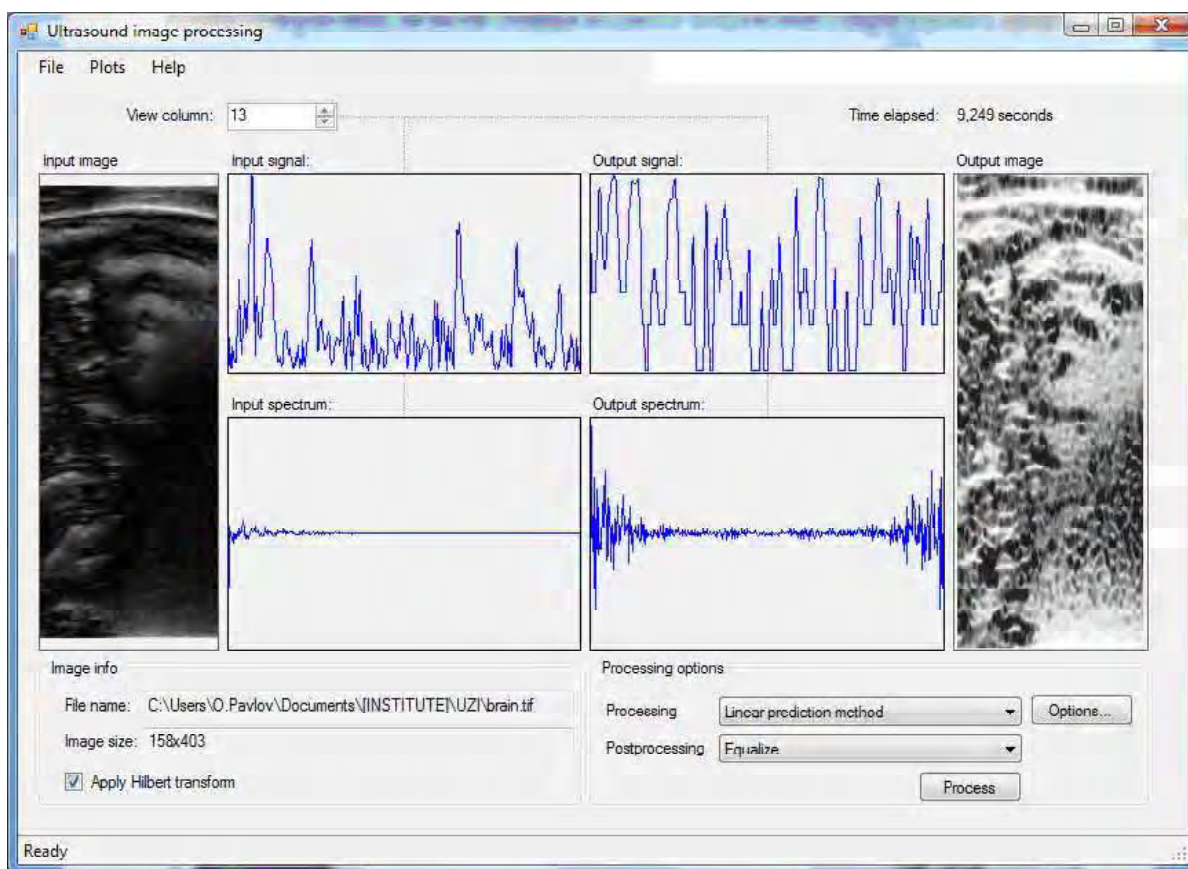 Ultrasound image processing
File Plots Help
View column: 13 Time elapsed: 9,249 seconds
Input image Input signal: Output signal: Output image
Input spectrum: Output spectrum:
Image info Processing options
File name: C:\Users\O.Pavlov\Documents\[INSTITUTE]\UZI\brain.tif
Processing Linear prediction method Options...
Image size: 158x403
Postprocessing Equalize
Apply Hilbert transform
Process
Ready